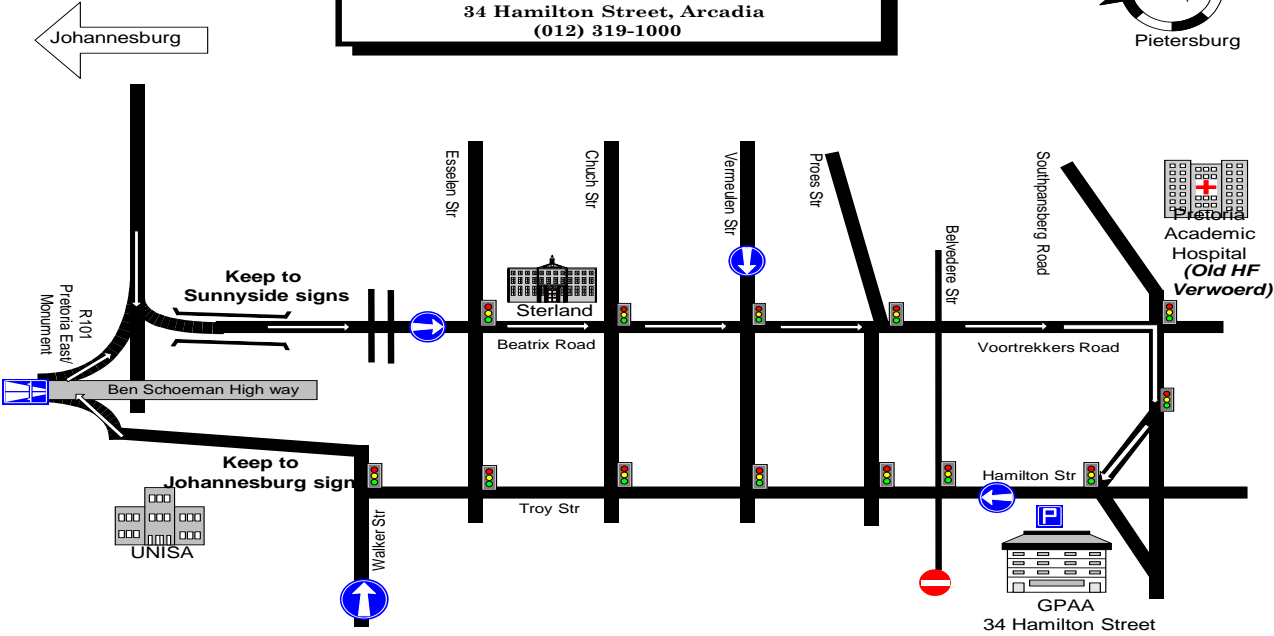 34 Hamilton Street, Arcadia
(012) 319-1000
Johannesburg
Pietersburg
Esselen Str
Chuch Str
Vermeulen Str
Proes Str
Belvedere Str
Southpansberg Road
Pretoria
Academic
Hospital
(Old HF
Verwoerd)
Keep to
Sunnyside signs
Sterland
Beatrix Road
Voortrekkers Road
R101
Pretoria East/
Monument
Ben Schoeman High way
Keep to
Johannesburg sign
UNISA
Walker Str
Troy Str
Hamilton Str
P
GPAA
34 Hamilton Street